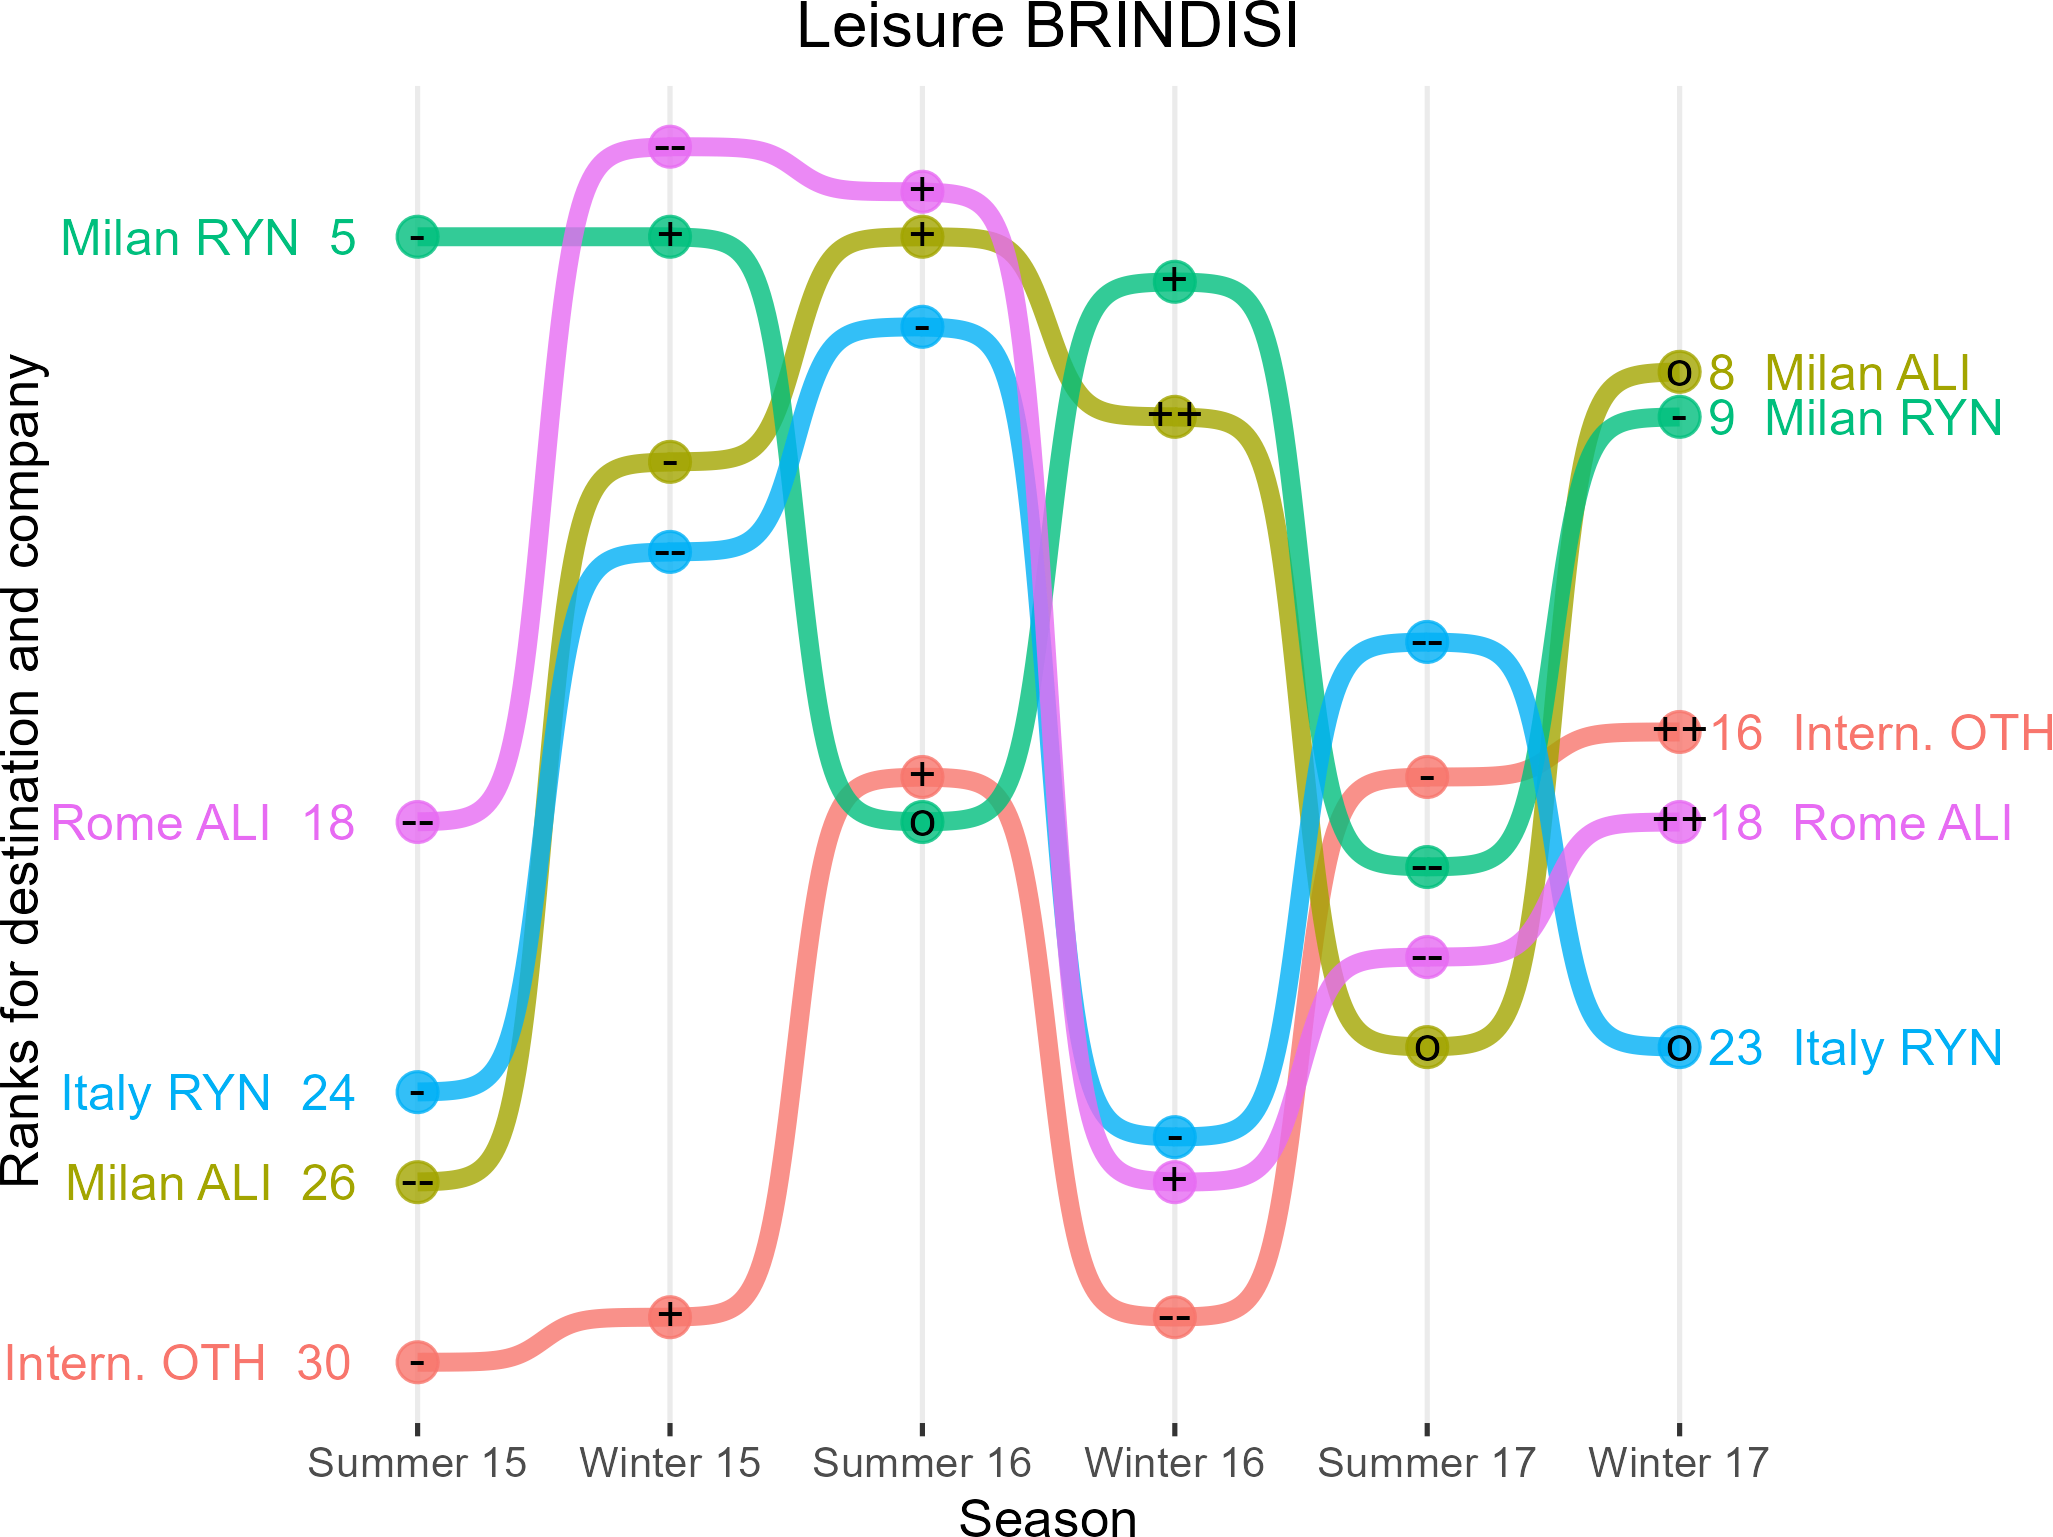 Leisure BRINDISI
Ranks for destination and company
Milan RYN 5
Rome ALI 18
Italy RYN 24
Milan ALI 26
Intern. OTH 30
- -- - -- -
-- + - -- +
+ + - + o
+ ++ - + --
-- - -- -- o
o - ++ ++ o
8 Milan ALI
9 Milan RYN
16 Intern. OTH
18 Rome ALI
23 Italy RYN
Summer 15 Winter 15 Summer 16 Winter 16 Summer 17 Winter 17
Season